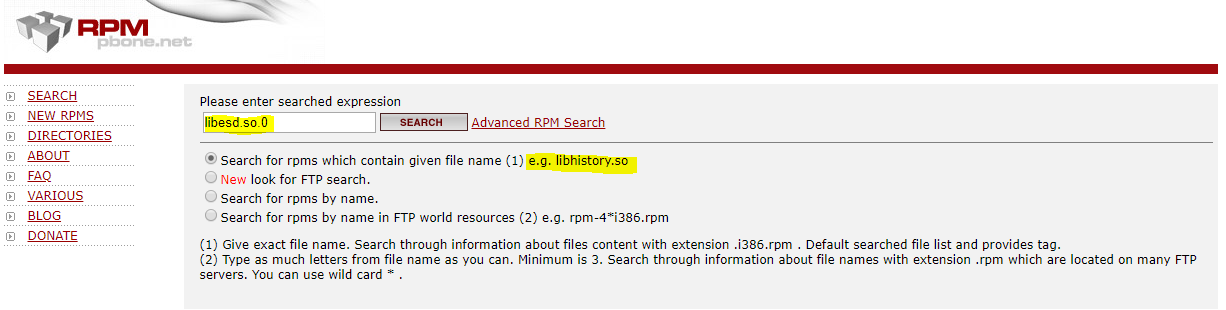 RPM
pbone.net
SEARCH
NEW RPMS
DIRECTORIES
ABOUT
FAQ
VARIOUS
BLOG
DONATE
Please enter searched expression
libesd.so.0 SEARCH Advanced RPM Search
Search for rpms which contain given file name (1) e.g. libhistory.so
New look for FTP search.
Search for rpms by name.
Search for rpms by name in FTP world resources (2) e.g. rpm-4*i386.rpm
(1) Give exact file name. Search through information about files content with extension .i386.rpm . Default searched file list and provides tag.
(2) Type as much letters from file name as you can. Minimum is 3. Search through information about file names with extension .rpm which are located on many FTP
servers. You can use wild card * .